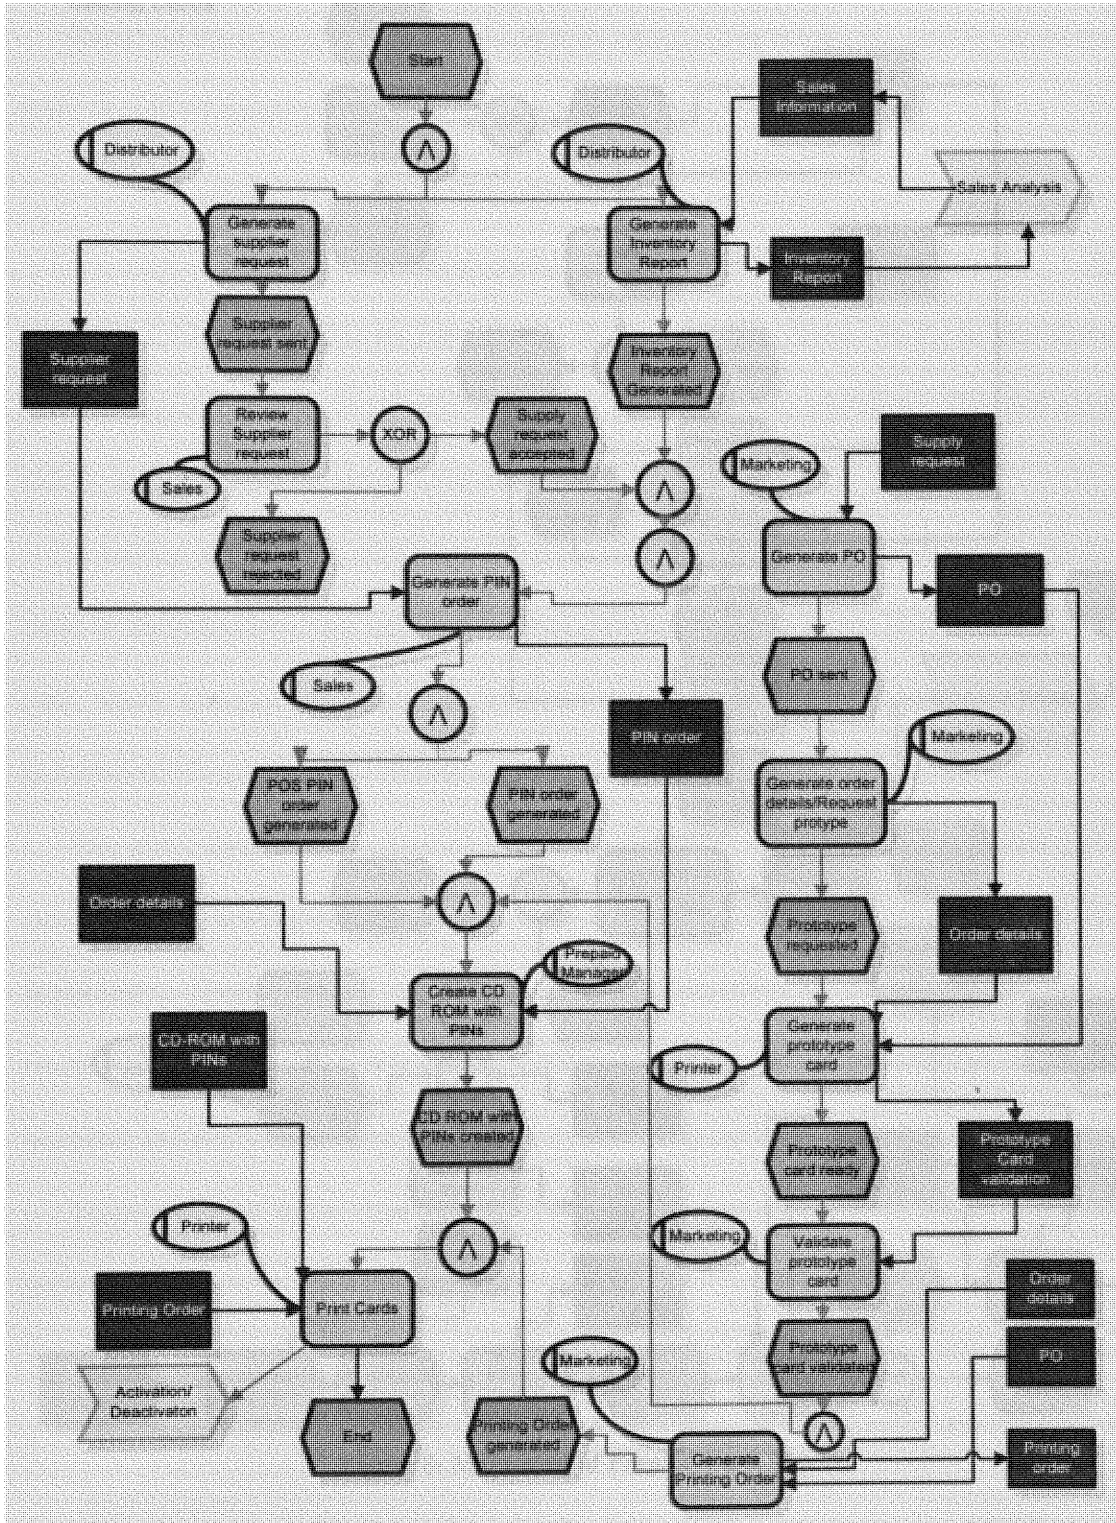 Start
Sales
Information
Distributor
Distributor
Λ
Sales Analysis
Generate
supplier
request
Generate
Inventory
Report
Inventory
Report
Supplier
request sent
Supplier
request
Inventory
Report
Generated
Review
Supplier
request
XOR
Supply
request
accepted
Supply
request
Marketing
Sales
Λ
Supplier
request
rejected
Λ
Generate PO
Generate PIN
order
PO
Sales
PO sent
Λ
PIN order
Marketing
POS PIN
order
generated
PIN order
generated
Generate order
details/Request
protype
Order details
Λ
Prototype
requested
Order details
Prepaid
Manager
Create CD
ROM with
PINs
Generate
prototype
card
CD-ROM with
PINs
Printer
CD ROM with
PINs created
Prototype
card ready
Prototype
Card
validation
Printer
Λ
Marketing
Validate
prototype
card
Order
details
Printing Order
Print Cards
Marketing
Prototype
card validated
PO
Activation/
Deactivaton
End
Printing Order
generated
Λ
Generate
Printing Order
Printing
order